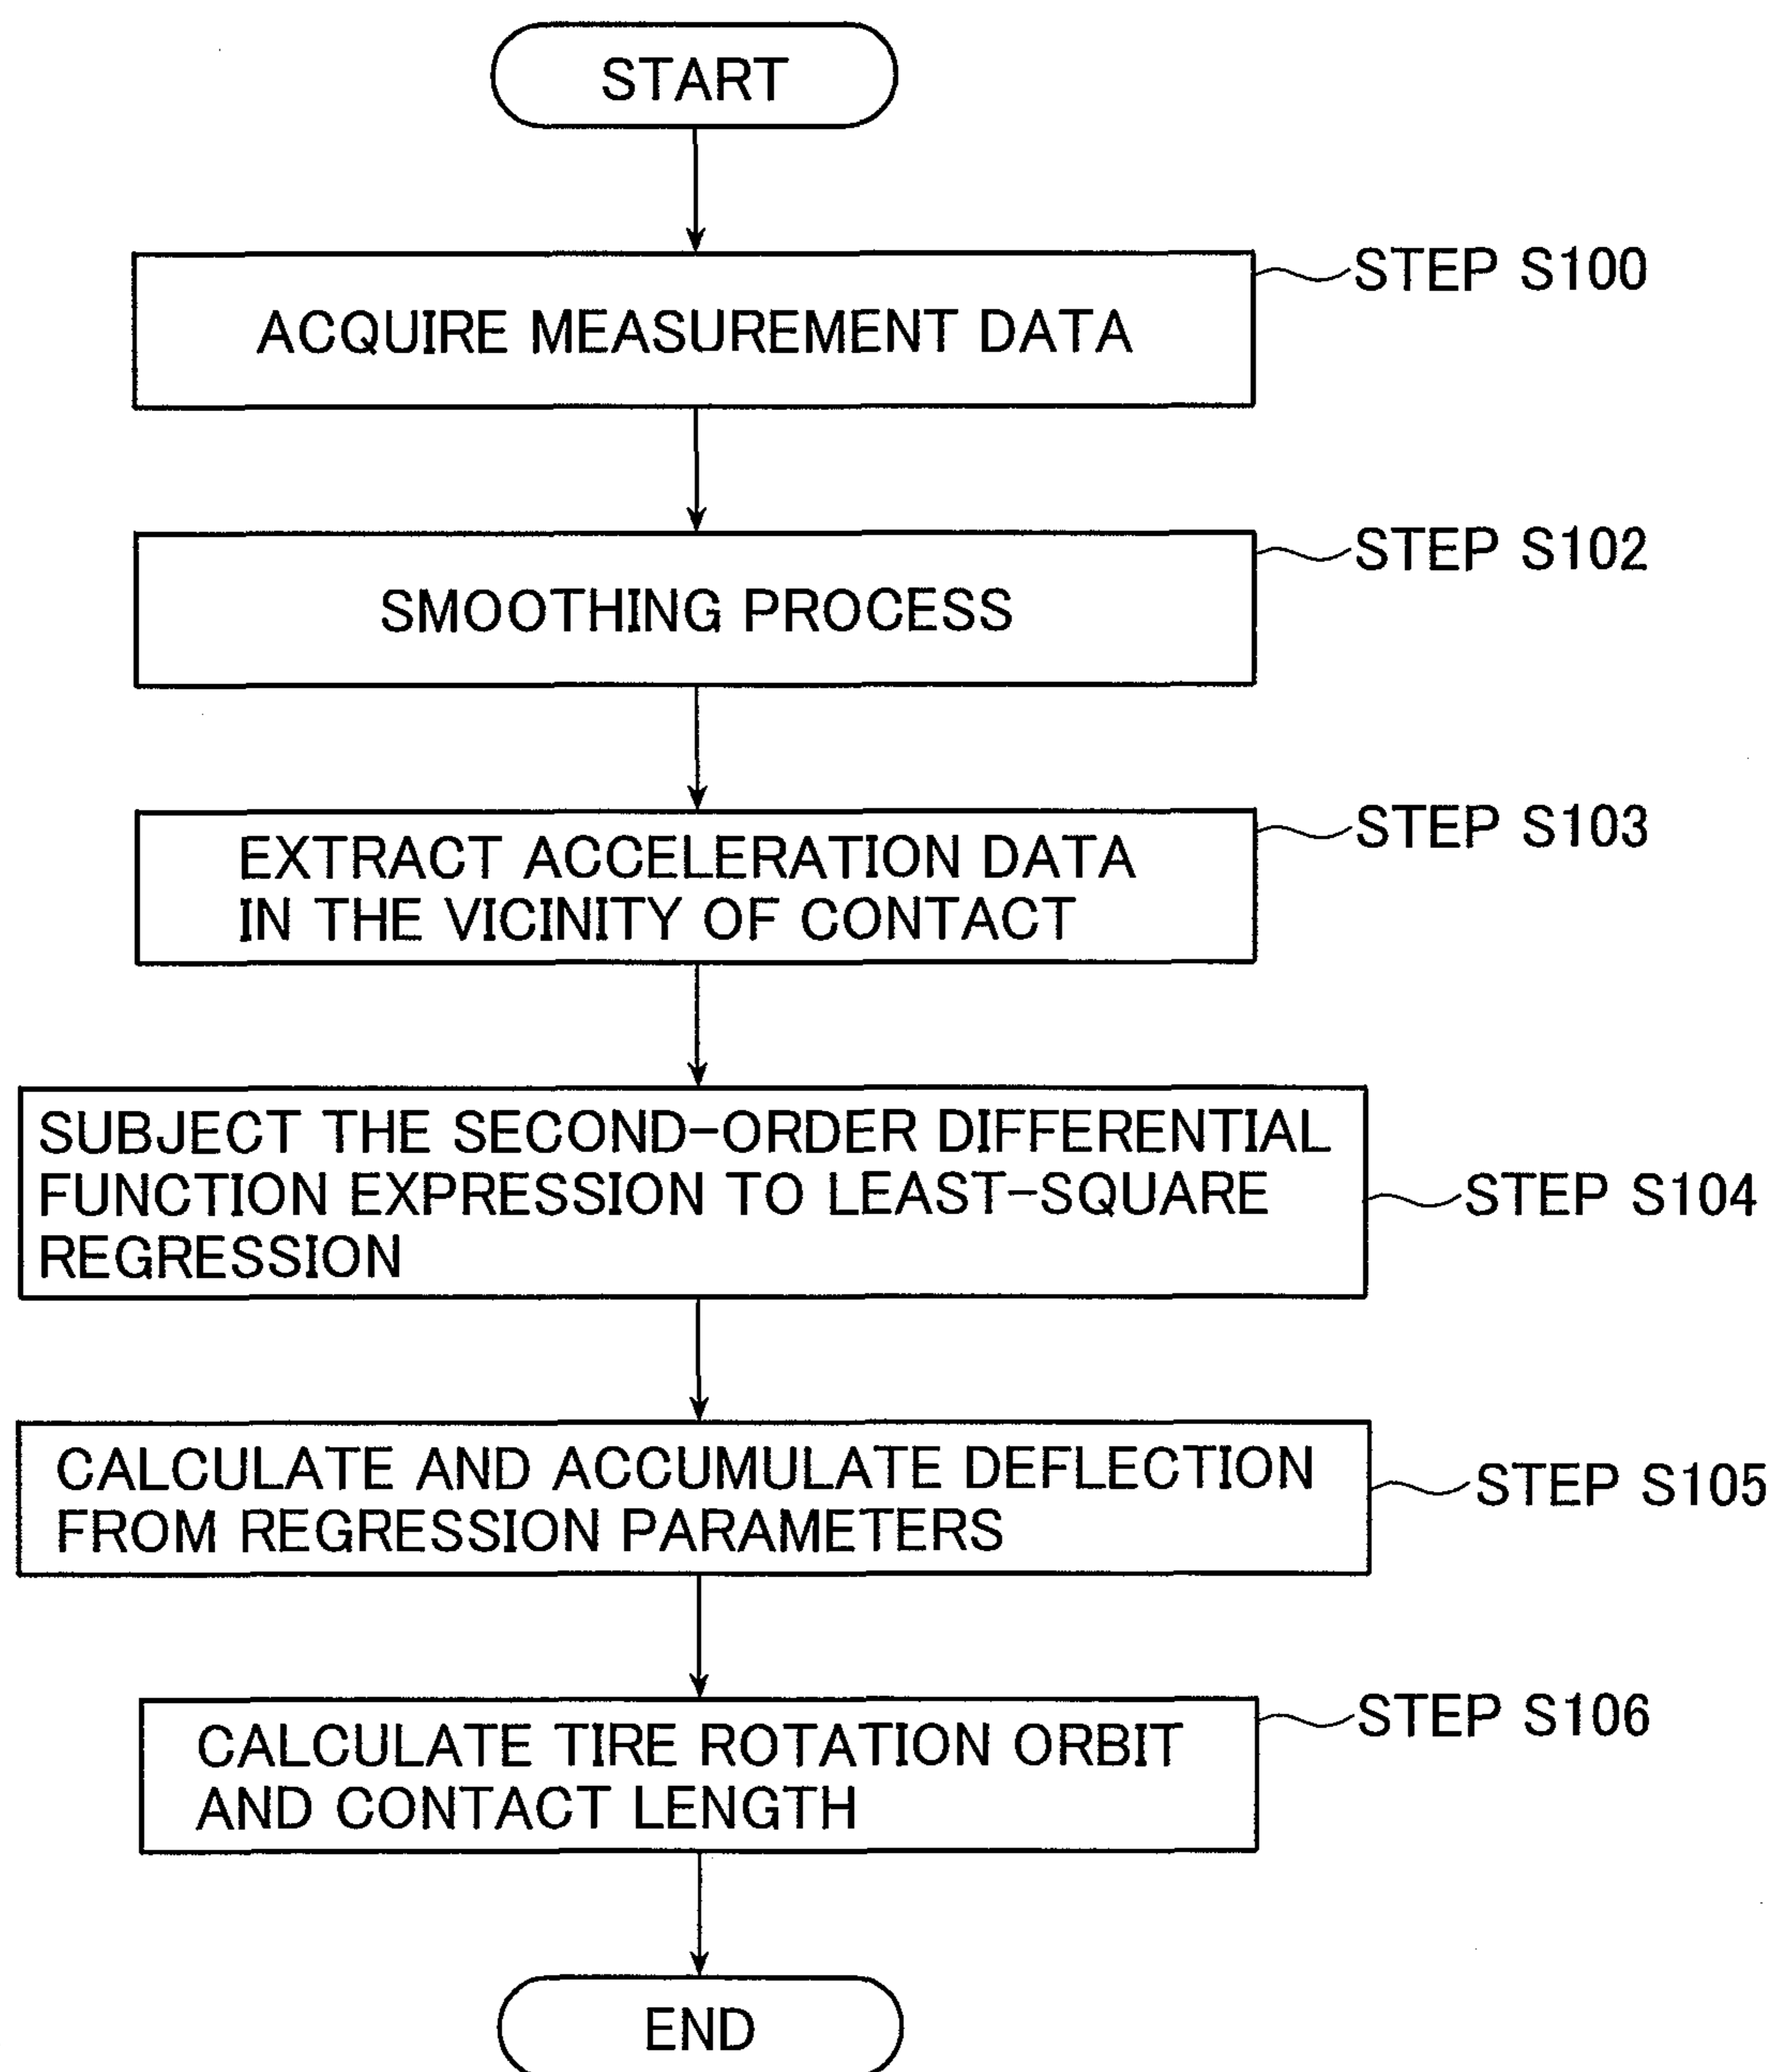 START
STEP S100
ACQUIRE MEASUREMENT DATA
STEP S102
SMOOTHING PROCESS
STEP S103
EXTRACT ACCELERATION DATA
IN THE VICINITY OF CONTACT
SUBJECT THE SECOND-ORDER DIFFERENTIAL
FUNCTION EXPRESSION TO LEAST-SQUARE
REGRESSION
STEP S104
CALCULATE AND ACCUMULATE DEFLECTION
FROM REGRESSION PARAMETERS
STEP S105
STEP S106
CALCULATE TIRE ROTATION ORBIT
AND CONTACT LENGTH
END